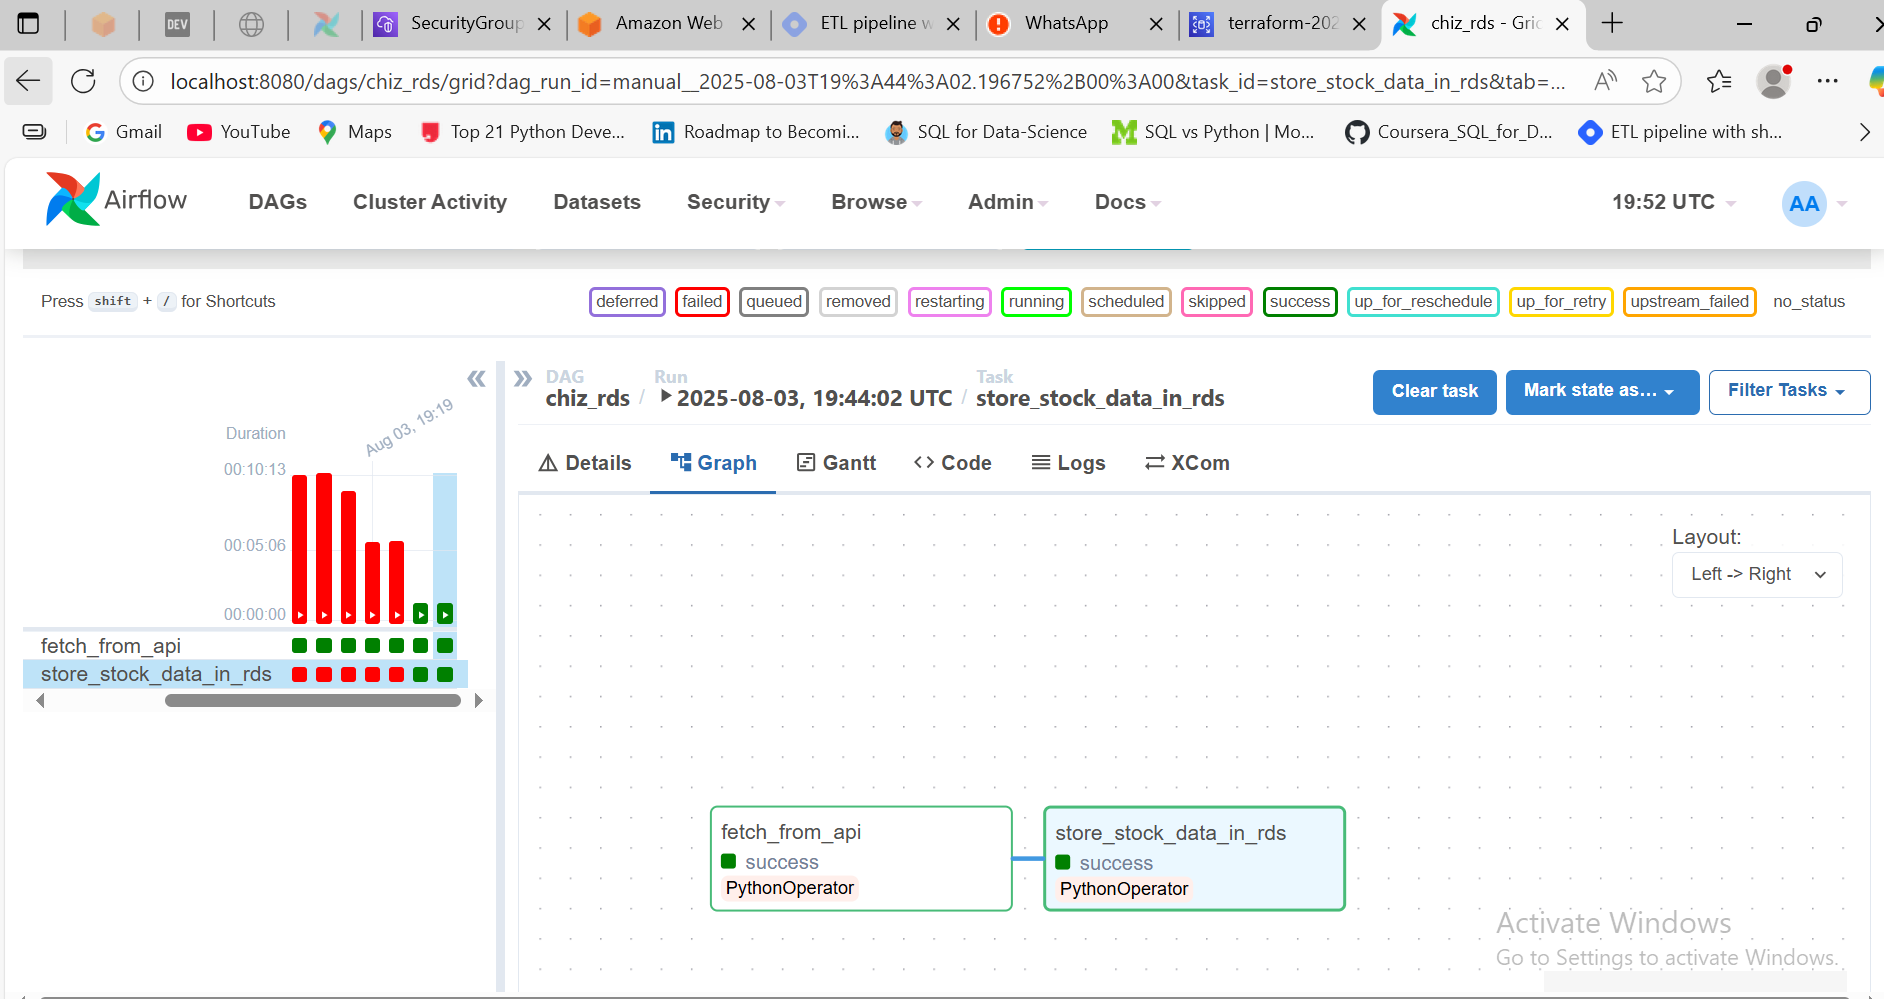 DEV
SecurityGroup
Amazon Web
ETL pipeline w
WhatsApp
terraform-202
chiz_rds - Gric
localhost:8080/dags/chiz_rds/grid?dag_run_id=manual__2025-08-03T19%3A44%3A02.196752%2B00%3A00&task_id=store_stock_data_in_rds&tab=...
Gmail
YouTube
Maps
Top 21 Python Deve...
Roadmap to Becomi...
SQL for Data-Science
SQL vs Python | Mo...
Coursera_SQL_for_D...
ETL pipeline with sh...
Airflow
DAGs
Cluster Activity
Datasets
Security
Browse
Admin
Docs
19:52 UTC
AA
Press shift + / for Shortcuts
deferred
failed
queued
removed
restarting
running
scheduled
skipped
success
up_for_reschedule
up_for_retry
upstream_failed
no_status
Duration
Aug 03, 19:19
00:10:13
00:05:06
00:00:00
fetch_from_api
store_stock_data_in_rds
DAG
chiz_rds
/
Run
2025-08-03, 19:44:02 UTC
/
Task
store_stock_data_in_rds
Clear task
Mark state as…
Filter Tasks
Details
Graph
Gantt
Code
Logs
XCom
Layout:
Left -> Right
fetch_from_api
success
PythonOperator
store_stock_data_in_rds
success
PythonOperator
Activate Windows
Go to Settings to activate Windows.